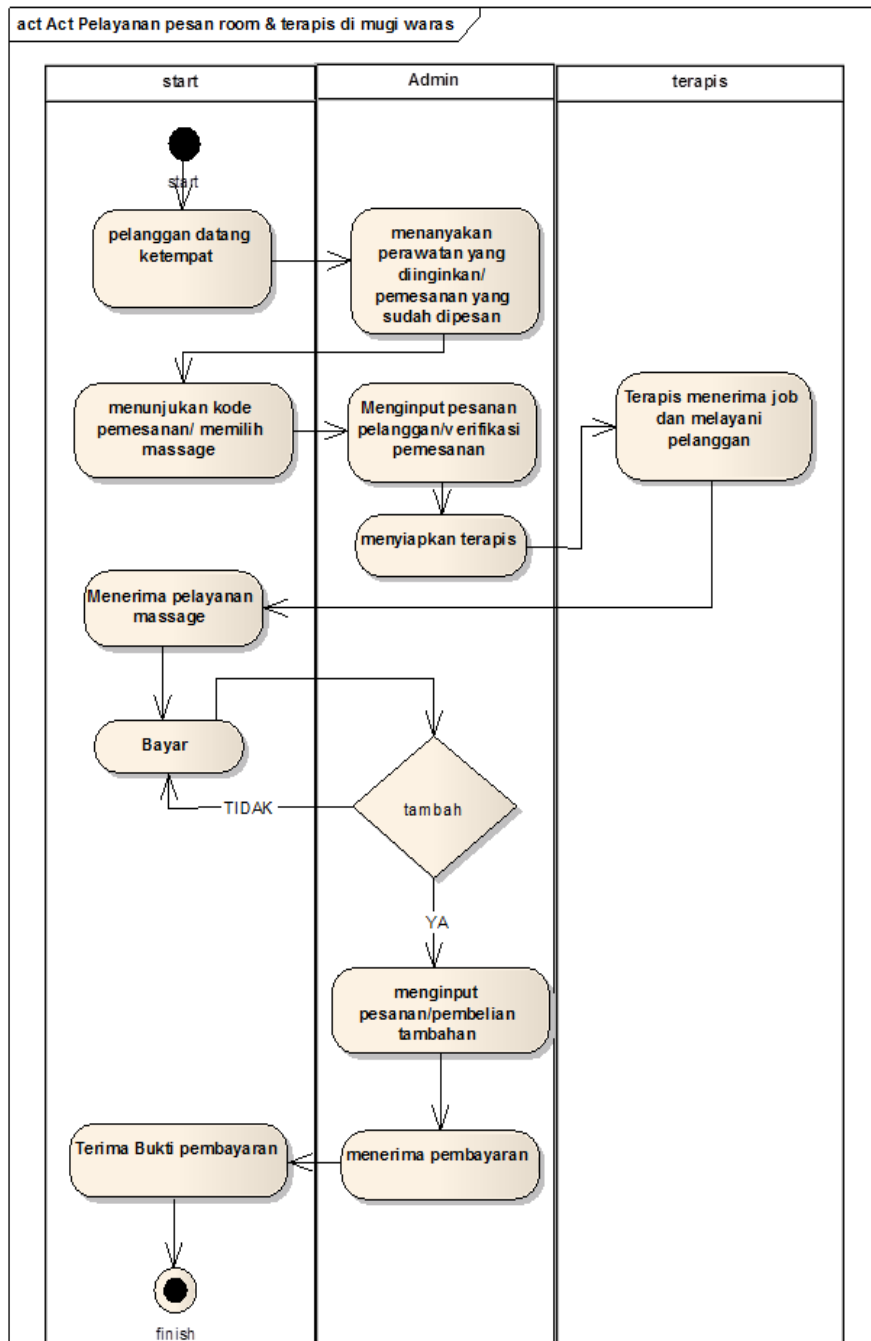 act Act Pelayanan pesan room & terapis di mugi waras
start
Admin
terapis
start
pelanggan datang
ketempat
menanyakan
perawatan yang
diinginkan/
pemesanan yang
sudah dipesan
menunjukan kode
pemesanan/ memilih
massage
Menginput pesanan
pelanggan/verifikasi
pemesanan
Terapis menerima job
dan melayani
pelanggan
menyiapkan terapis
Menerima pelayanan
massage
Bayar
tambah
TIDAK
YA
menginput
pesanan/pembelian
tambahan
Terima Bukti pembayaran
menerima pembayaran
finish